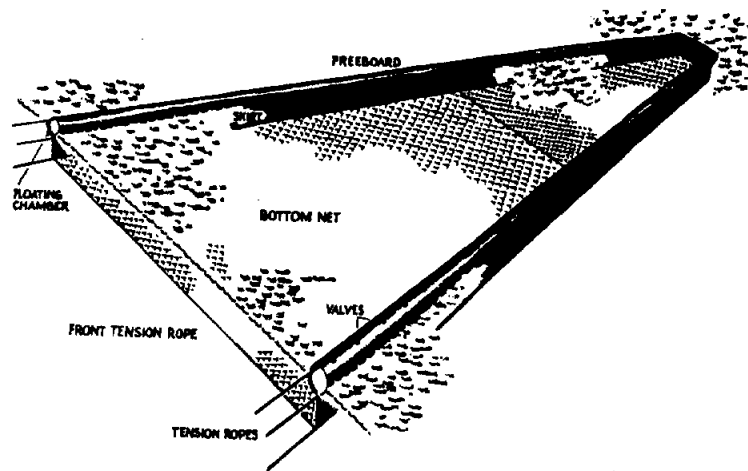 FREEBOARD
SKIRT
FLOATING
CHAMBER
BOTTOM NET
VALVES
FRONT TENSION ROPE
TENSION ROPES